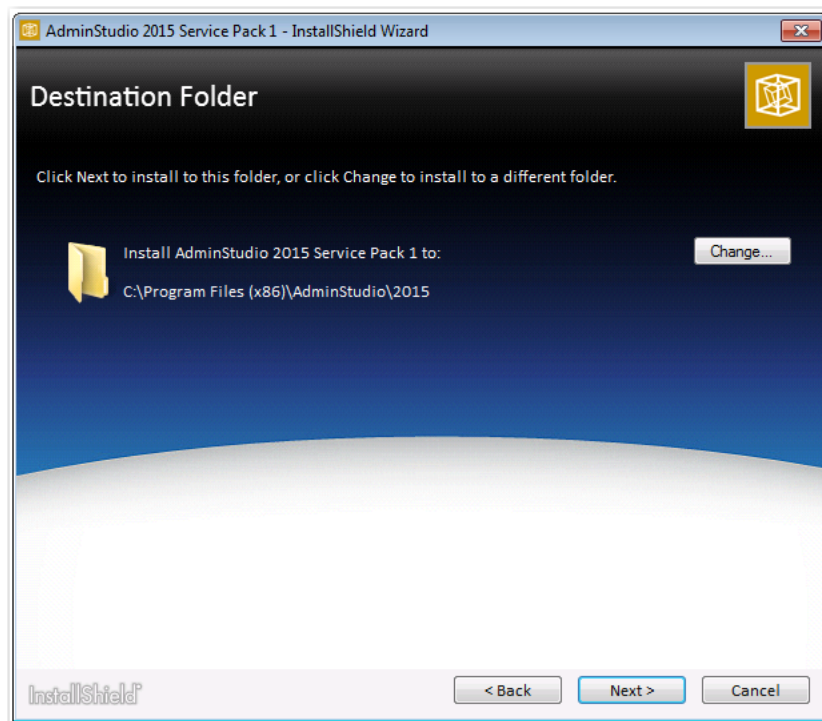 AdminStudio 2015 Service Pack 1 - InstallShield Wizard
Destination Folder
Click Next to install to this folder, or click Change to install to a different folder.
Install AdminStudio 2015 Service Pack 1 to:
Change...
C:\Program Files (x86)\AdminStudio\2015
InstallShield
< Back
Next >
Cancel